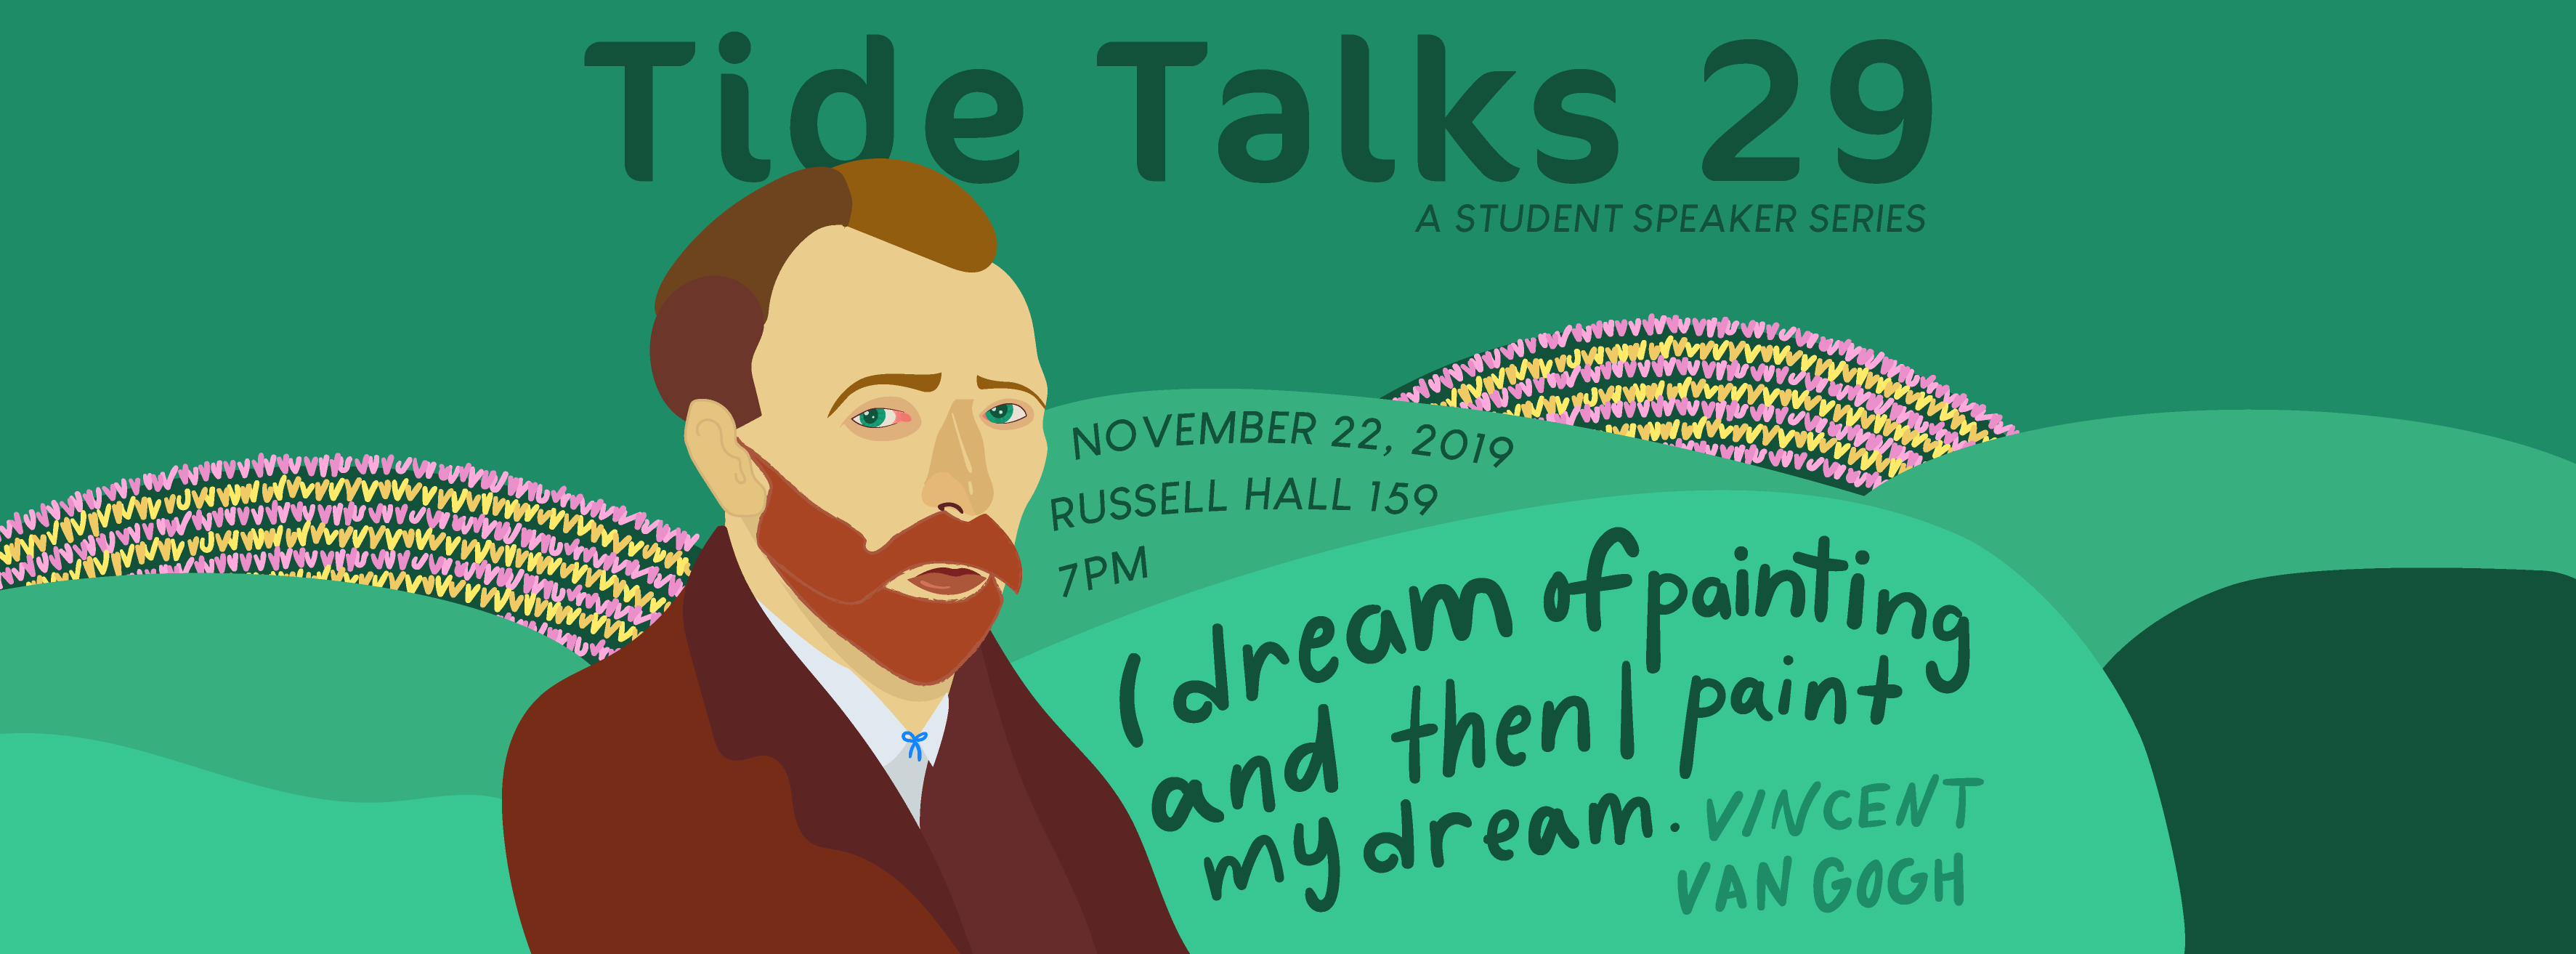 Tide Talks 29
A STUDENT SPEAKER SERIES
NOVEMBER 22, 2019
RUSSELL HALL 159
7PM
I dream of painting
and then I paint
my dream.
VINCENT
VAN GOGH